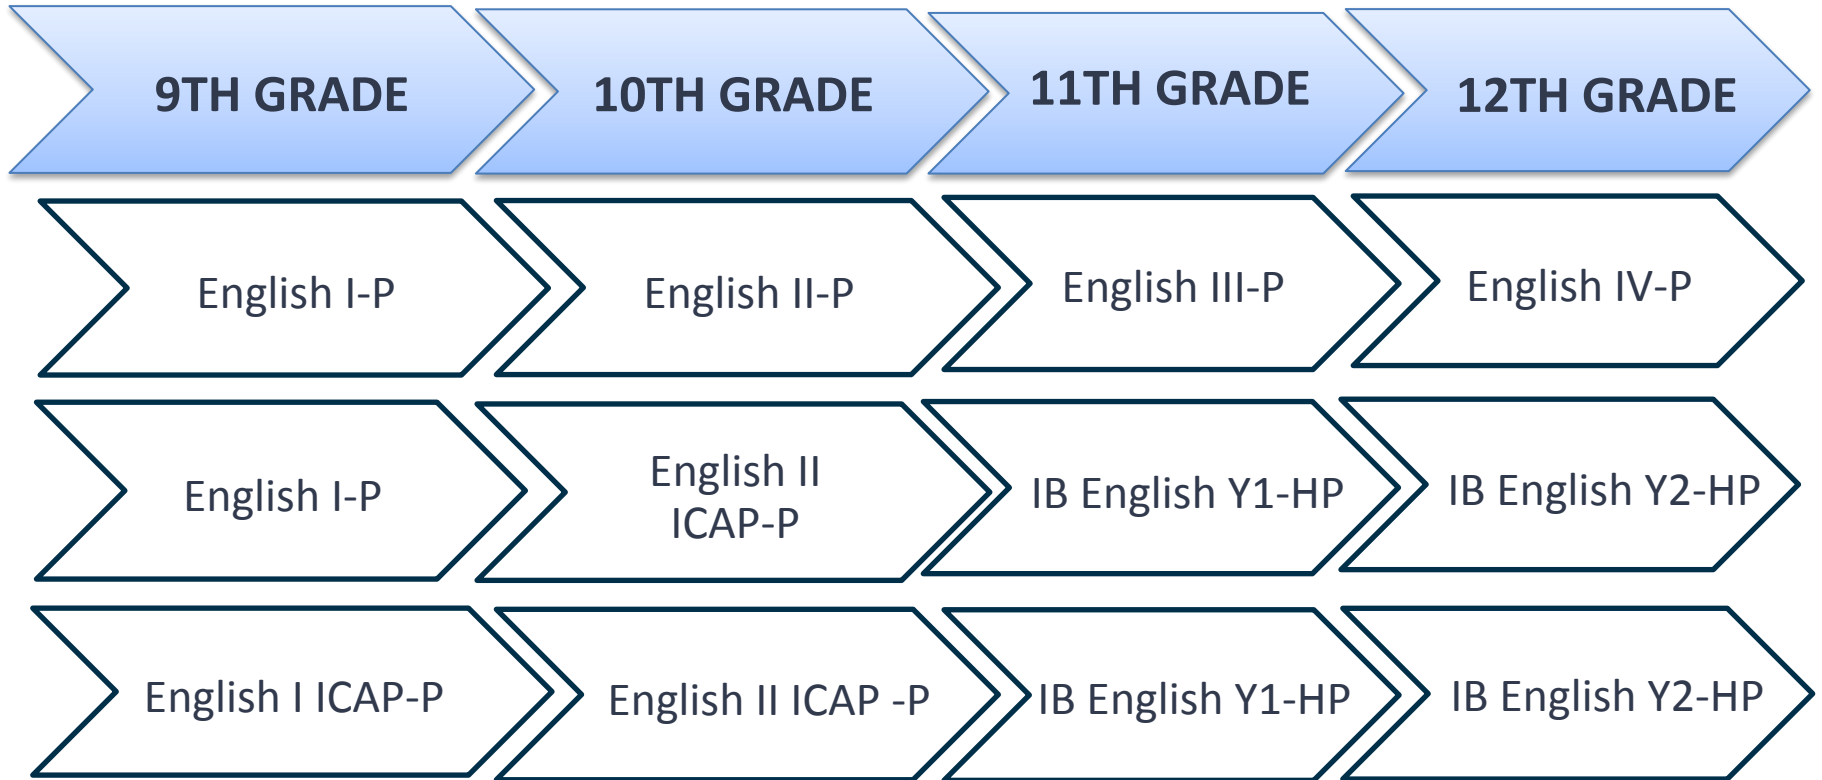 9TH GRADE
10TH GRADE
11TH GRADE
12TH GRADE
English I-P
English II-P
English III-P
English IV-P
English I-P
English II
ICAP-P
IB English Y1-HP
IB English Y2-HP
English I ICAP-P
English II ICAP -P
IB English Y1-HP
IB English Y2-HP